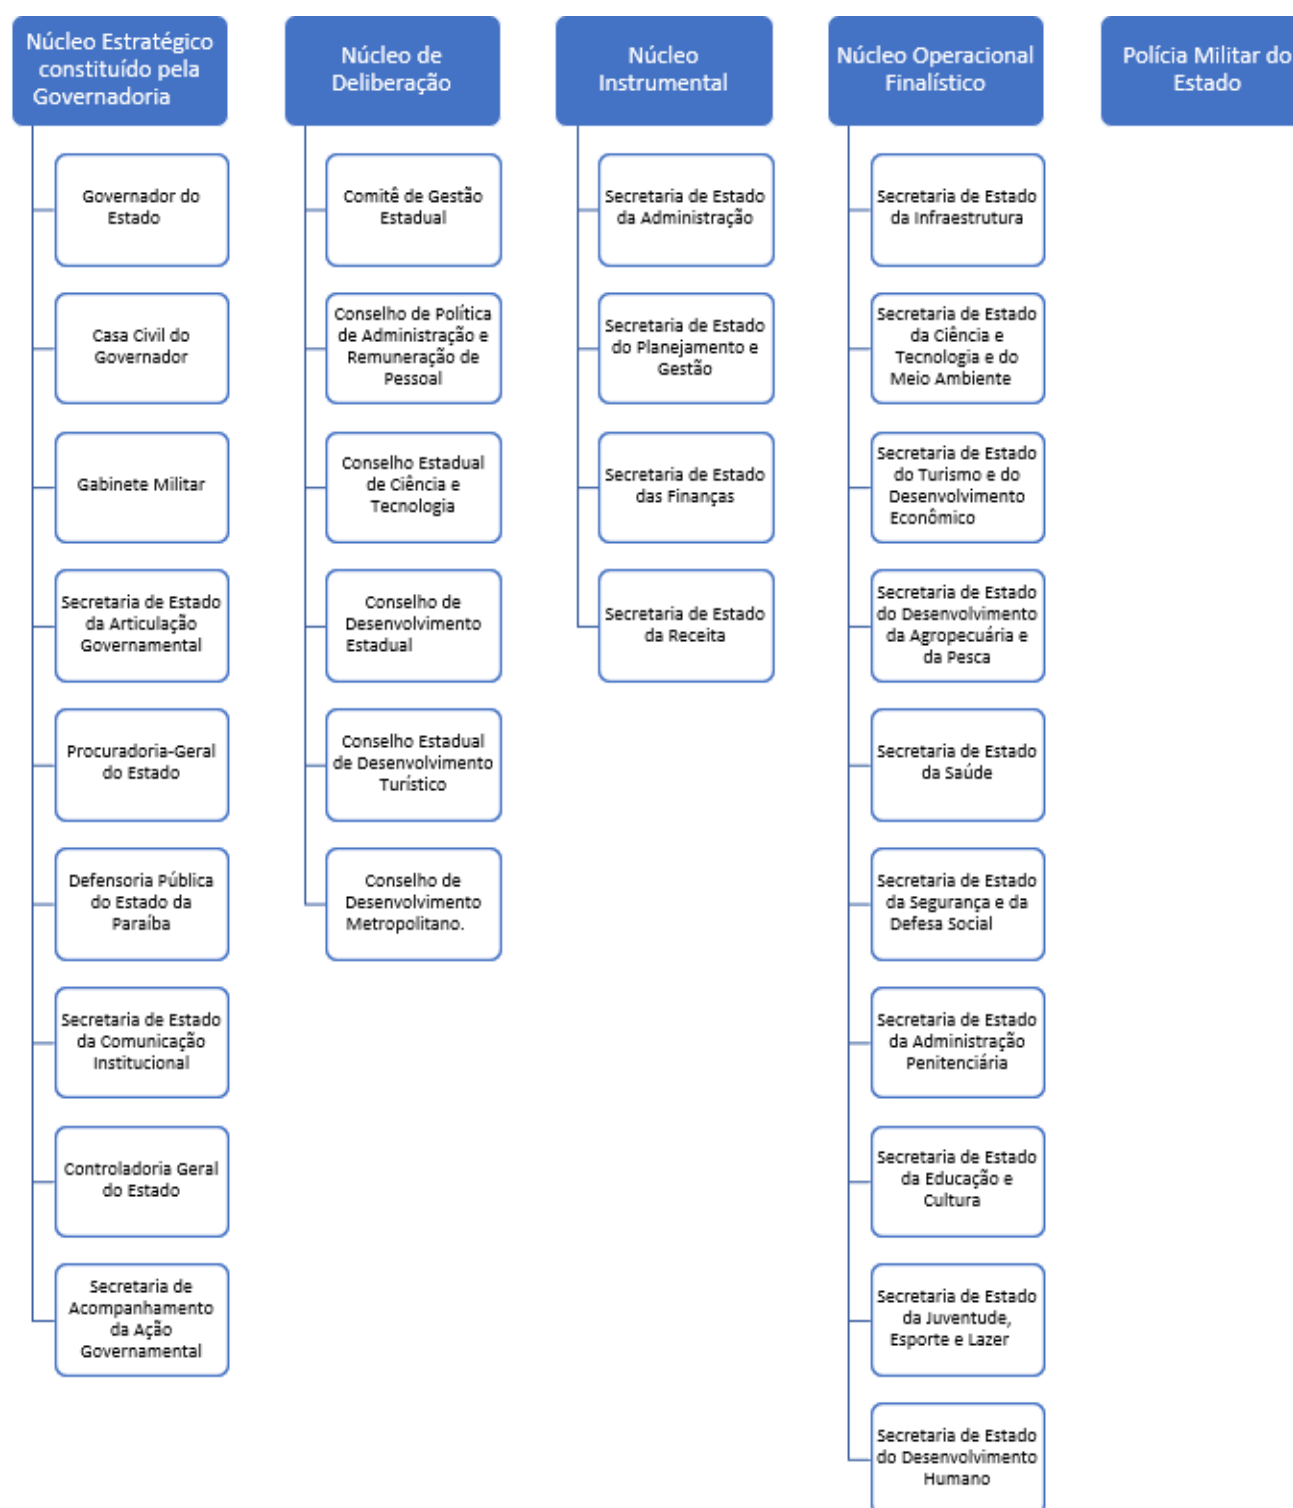 Núcleo Estratégico
constituído pela
Governadoria
Governador do
Estado
Casa Civil do
Governador
Gabinete Militar
Secretaria de Estado
da Articulação
Governamental
Procuradoria-Geral
do Estado
Defensoria Pública
do Estado da
Paraíba
Secretaria de Estado
da Comunicação
Institucional
Controladoria Geral
do Estado
Secretaria de
Acompanhamento
da Ação
Governamental
Núcleo de
Deliberação
Comitê de Gestão
Estadual
Conselho de Política
de Administração e
Remuneração de
Pessoal
Conselho Estadual
de Ciência e
Tecnologia
Conselho de
Desenvolvimento
Estadual
Conselho Estadual
de Desenvolvimento
Turístico
Conselho de
Desenvolvimento
Metropolitano.
Núcleo
Instrumental
Secretaria de Estado
da Administração
Secretaria de Estado
do Planejamento e
Gestão
Secretaria de Estado
das Finanças
Secretaria de Estado
da Receita
Núcleo Operacional
Finalístico
Secretaria de Estado
da Infraestrutura
Secretaria de Estado
da Ciência e
Tecnologia e do
Meio Ambiente
Secretaria de Estado
do Turismo e do
Desenvolvimento
Econômico
Secretaria de Estado
do Desenvolvimento
da Agropecuária e
da Pesca
Secretaria de Estado
da Saúde
Secretaria de Estado
da Segurança e da
Defesa Social
Secretaria de Estado
da Administração
Penitenciária
Secretaria de Estado
da Educação e
Cultura
Secretaria de Estado
da Juventude,
Esporte e Lazer
Secretaria de Estado
do Desenvolvimento
Humano
Polícia Militar do
Estado